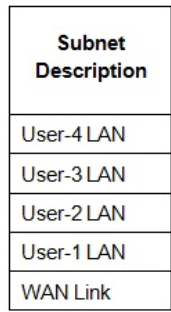 Subnet
Description
User-4 LAN
User-3 LAN
User-2 LAN
User-1 LAN
WAN Link